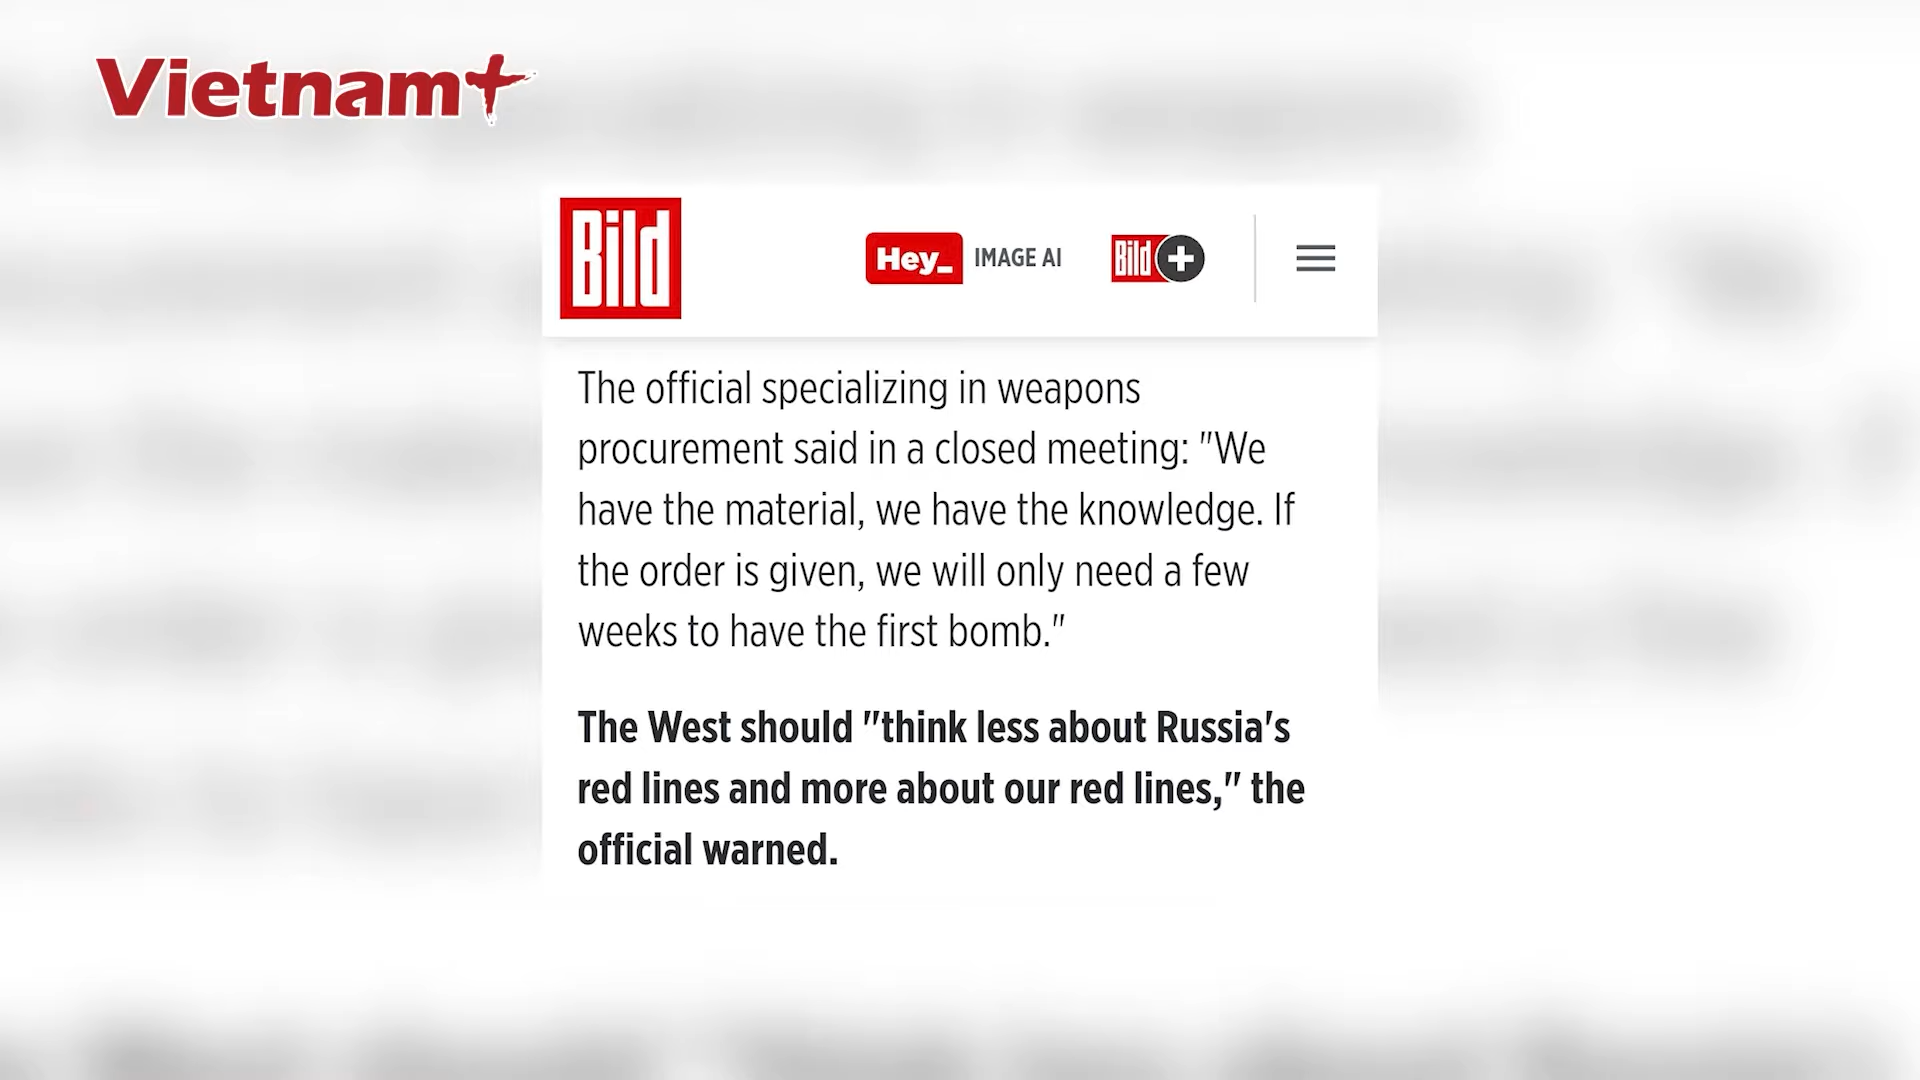 Vietnam+
Bild
Hey_ IMAGE AI
Bild+
The official specializing in weapons
procurement said in a closed meeting: "We
have the material, we have the knowledge. If
the order is given, we will only need a few
weeks to have the first bomb."
The West should "think less about Russia's
red lines and more about our red lines," the
official warned.